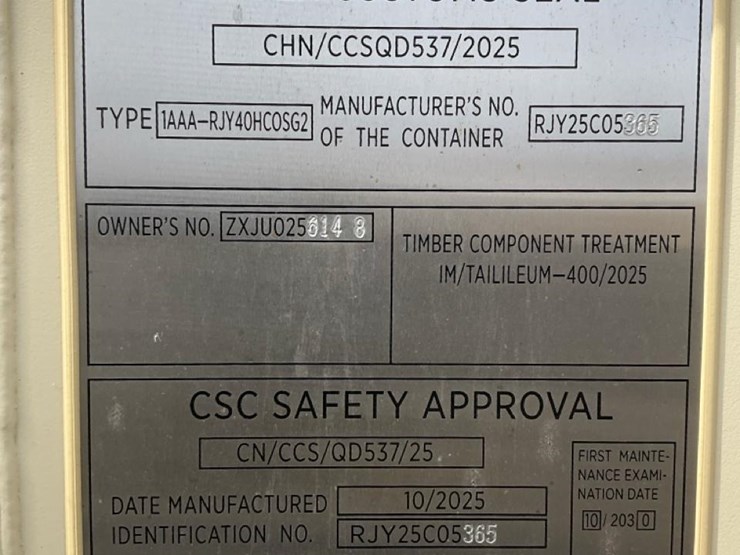 CHN/CCSQD537/2025
TYPE 1AAA-RJY40HCOSG2 MANUFACTURER'S NO. OF THE CONTAINER RJY25C05365
OWNER'S NO. ZXJU025614 8
TIMBER COMPONENT TREATMENT
IM/TAILILEUM-400/2025
CSC SAFETY APPROVAL
CN/CCS/QD537/25
DATE MANUFACTURED 10/2025
IDENTIFICATION NO. RJY25C05365
FIRST MAINTE-
NANCE EXAMI-
NATION DATE
10/2030